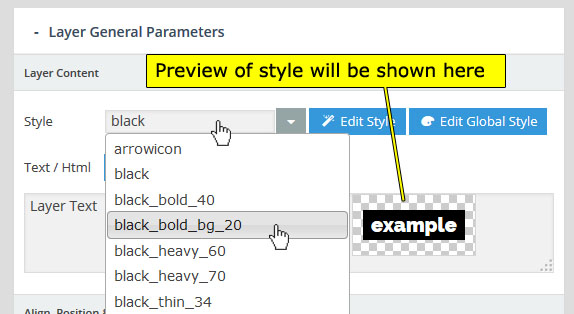 - Layer General Parameters
Layer Content
Preview of style will be shown here
Style
black
Edit Style
Edit Global Style
arrowicon
Text / Html
black
black_bold_40
Layer Text
black_bold_bg_20
example
black_heavy_60
black_heavy_70
black_thin_34
Align, Position &